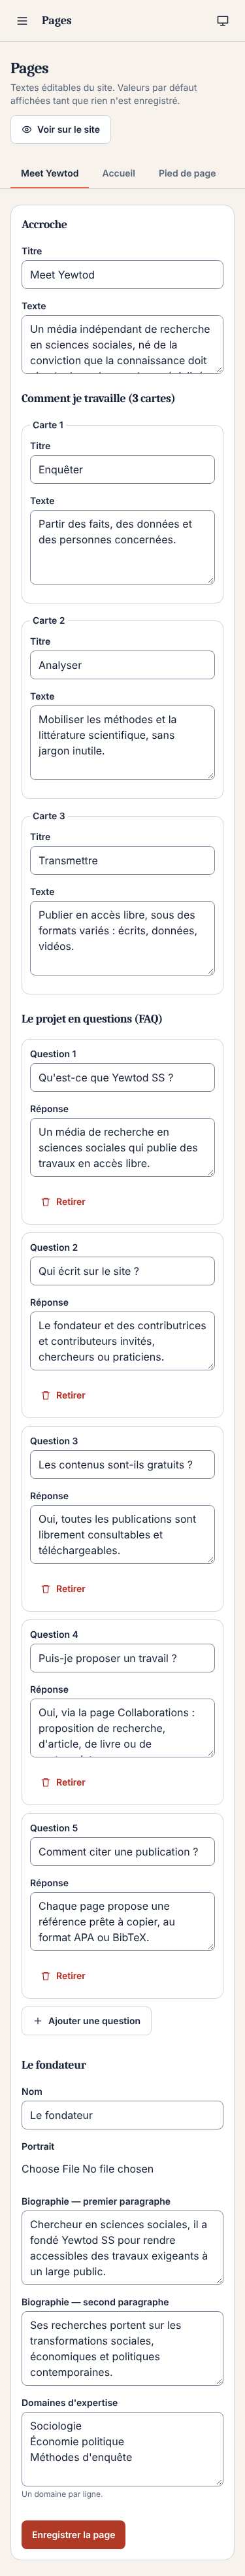 Pages
Pages
Textes éditables du site. Valeurs par défaut
affichées tant que rien n'est enregistré.
Voir sur le site
Meet Yewtod
Accueil
Pied de page
Accroche
Titre
Meet Yewtod
Texte
Un média indépendant de recherche
en sciences sociales, né de la
conviction que la connaissance doit
Comment je travaille (3 cartes)
Carte 1
Titre
Enquêter
Texte
Partir des faits, des données et
des personnes concernées.
Carte 2
Titre
Analyser
Texte
Mobiliser les méthodes et la
littérature scientifique, sans
jargon inutile.
Carte 3
Titre
Transmettre
Texte
Publier en accès libre, sous des
formats variés : écrits, données,
vidéos.
Le projet en questions (FAQ)
Question 1
Qu'est-ce que Yewtod SS ?
Réponse
Un média de recherche en
sciences sociales qui publie des
travaux en accès libre.
Retirer
Question 2
Qui écrit sur le site ?
Réponse
Le fondateur et des contributrices
et contributeurs invités,
chercheurs ou praticiens.
Retirer
Question 3
Les contenus sont-ils gratuits ?
Réponse
Oui, toutes les publications sont
librement consultables et
téléchargeables.
Retirer
Question 4
Puis-je proposer un travail ?
Réponse
Oui, via la page Collaborations :
proposition de recherche,
d'article, de livre ou de
Retirer
Question 5
Comment citer une publication ?
Réponse
Chaque page propose une
référence prête à copier, au
format APA ou BibTeX.
Retirer
Ajouter une question
Le fondateur
Nom
Le fondateur
Portrait
Choose File No file chosen
Biographie — premier paragraphe
Chercheur en sciences sociales, il a
fondé Yewtod SS pour rendre
accessibles des travaux exigeants à
un large public.
Biographie — second paragraphe
Ses recherches portent sur les
transformations sociales,
économiques et politiques
contemporaines.
Domaines d'expertise
Sociologie
Économie politique
Méthodes d'enquête
Un domaine par ligne.
Enregistrer la page